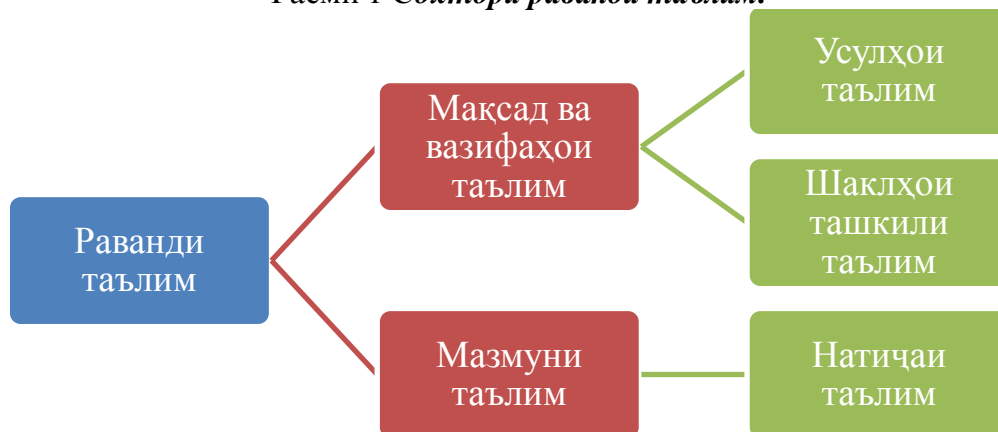 Раванди
таълим
Мақсад ва
вазифаҳои
таълим
Усулҳои
таълим
Шаклҳои
ташкили
таълим
Мазмуни
таълим
Натиҷаи
таълим